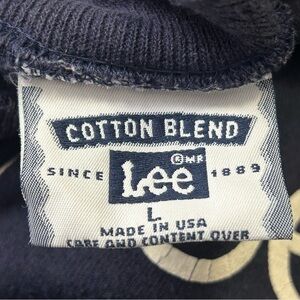 COTTON BLEND
® MR
SINCE Lee 1889
L
MADE IN USA
CARE AND CONTENT OVER